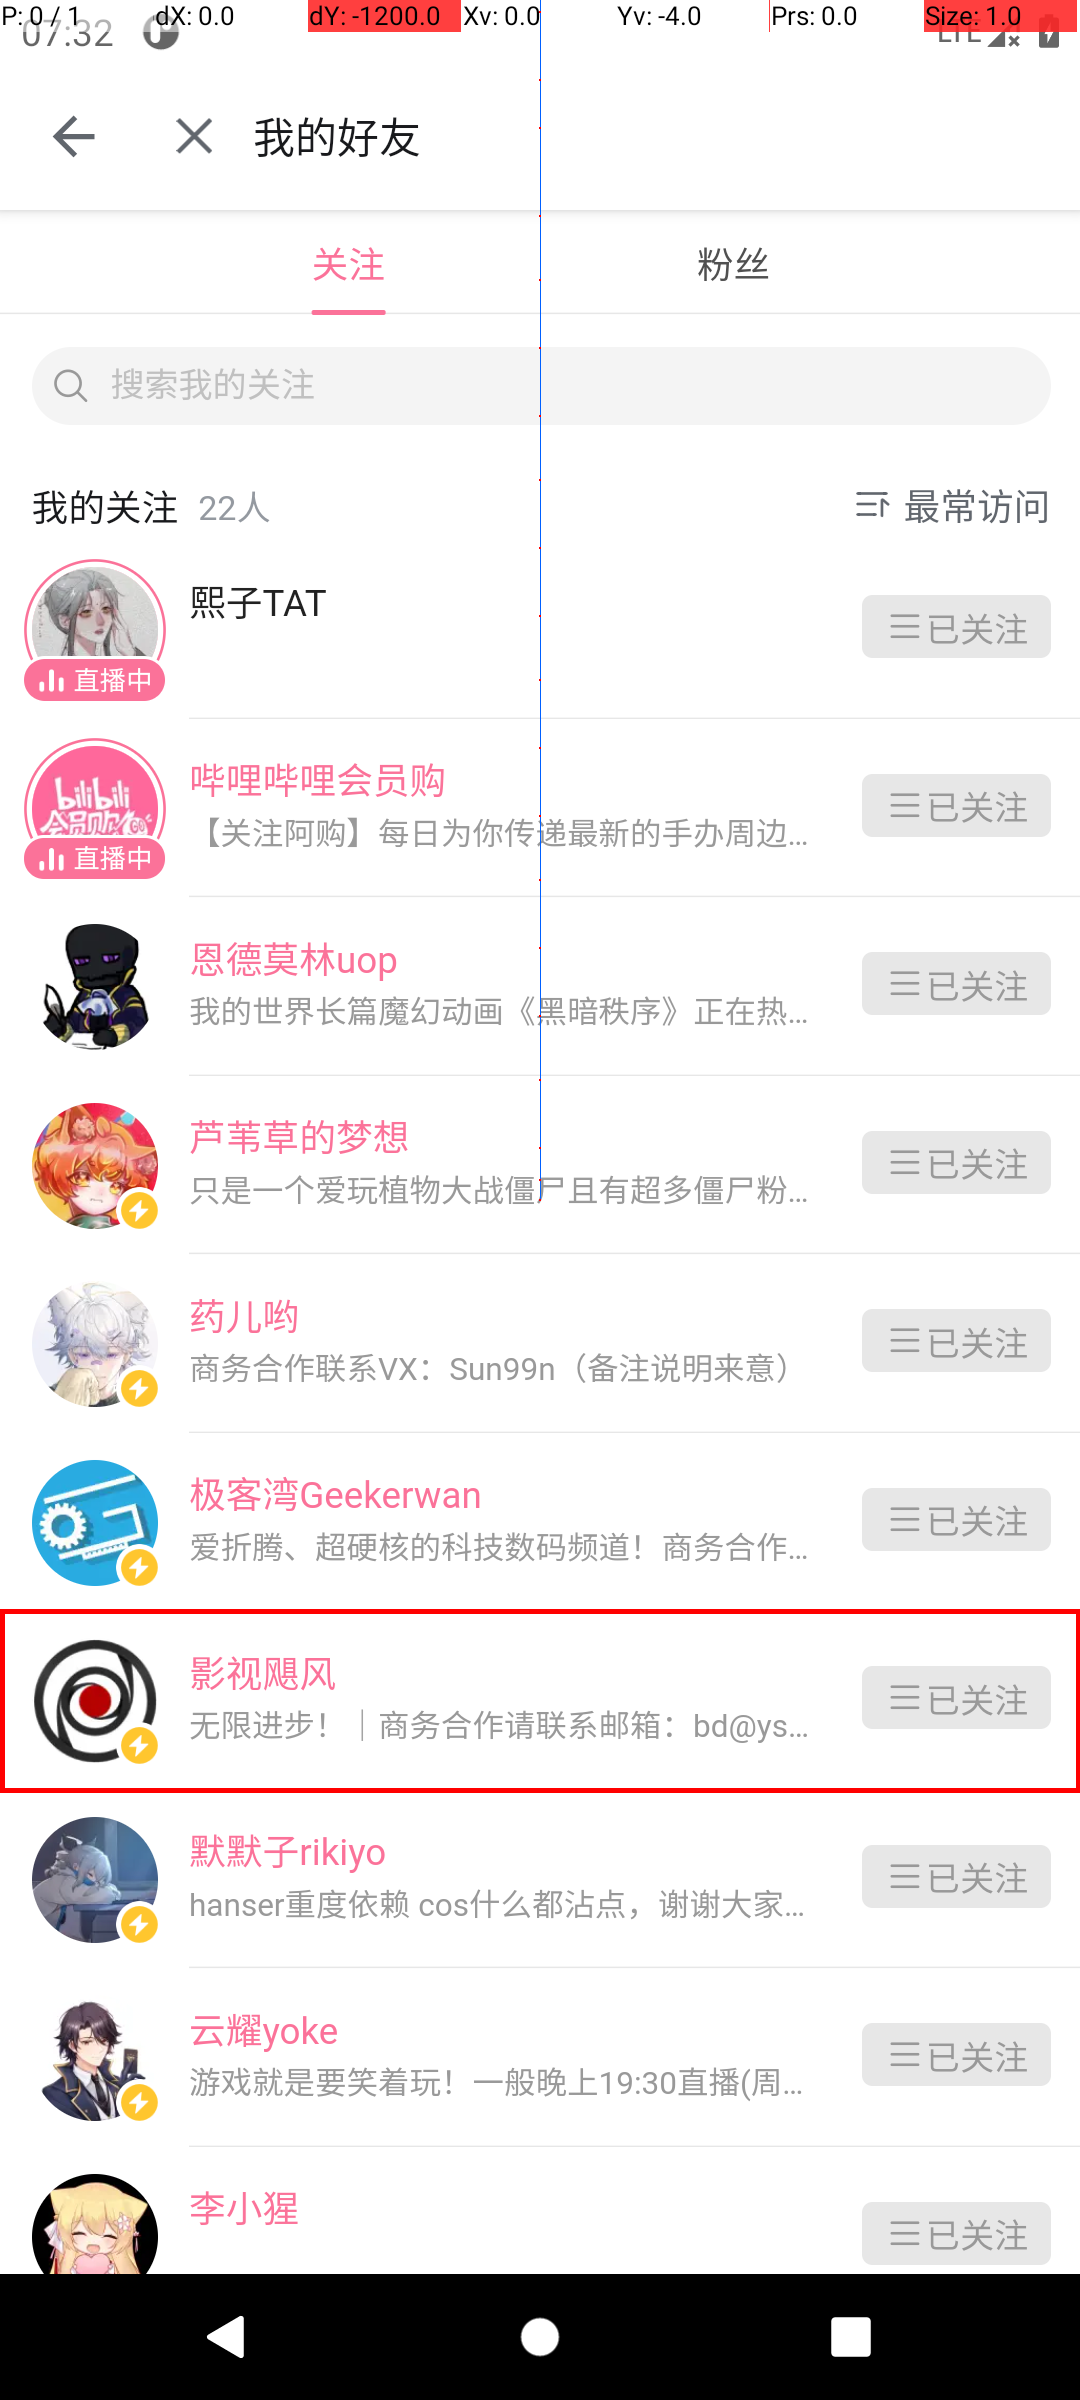 P: 0 / 1 dX: 0.0 dY: -1200.0 Xv: 0.0 Yv: -4.0 Prs: 0.0 Size: 1.0
07:32 LTE
我的好友
关注 粉丝
搜索我的关注
我的关注 22人 最常访问
熙子TAT
已关注
直播中
哔哩哔哩会员购
已关注
【关注阿购】每日为你传递最新的手办周边...
bilibili
会员购
直播中
恩德莫林uop
已关注
我的世界长篇魔幻动画《黑暗秩序》正在热...
芦苇草的梦想
已关注
只是一个爱玩植物大战僵尸且有超多僵尸粉...
药儿哟
已关注
商务合作联系VX：Sun99n（备注说明来意）
极客湾Geekerwan
已关注
爱折腾、超硬核的科技数码频道！商务合作...
影视飓风
已关注
无限进步！｜商务合作请联系邮箱：bd@ys...
默默子rikiyo
已关注
hanser重度依赖 cos什么都沾点，谢谢大家...
云耀yoke
已关注
游戏就是要笑着玩！一般晚上19:30直播(周...
李小猩
已关注